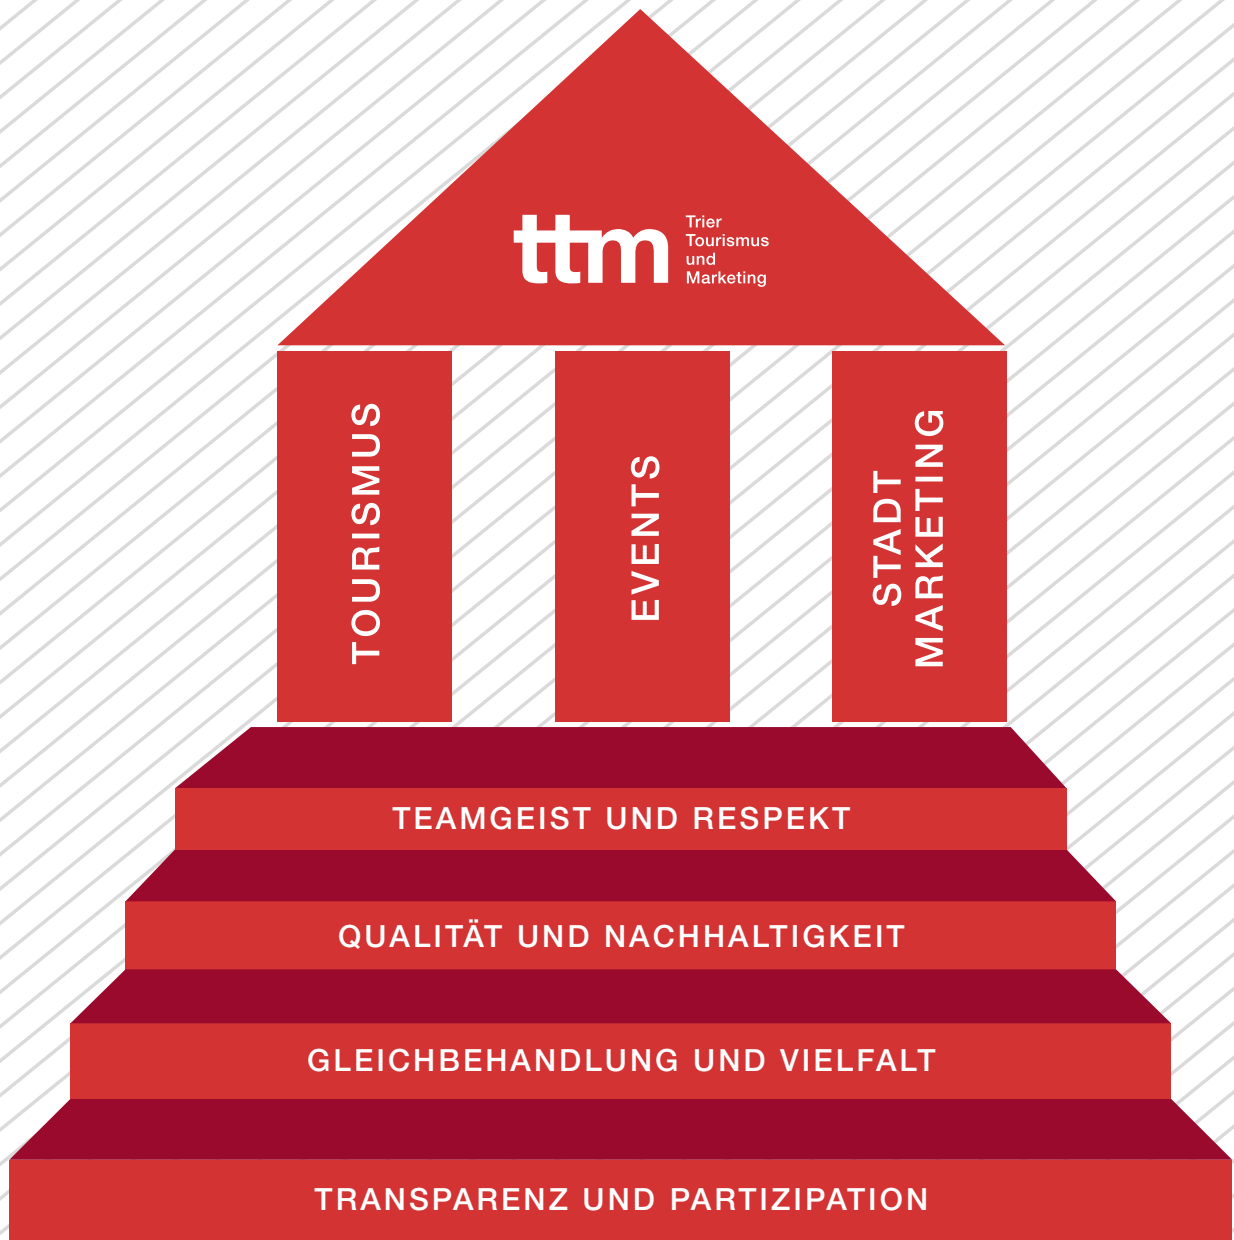 ttm
Trier
Tourismus
und
Marketing
TOURISMUS
EVENTS
STADT
MARKETING
TEAMGEIST UND RESPEKT
QUALITÄT UND NACHHALTIGKEIT
GLEICHBEHANDLUNG UND VIELFALT
TRANSPARENZ UND PARTIZIPATION